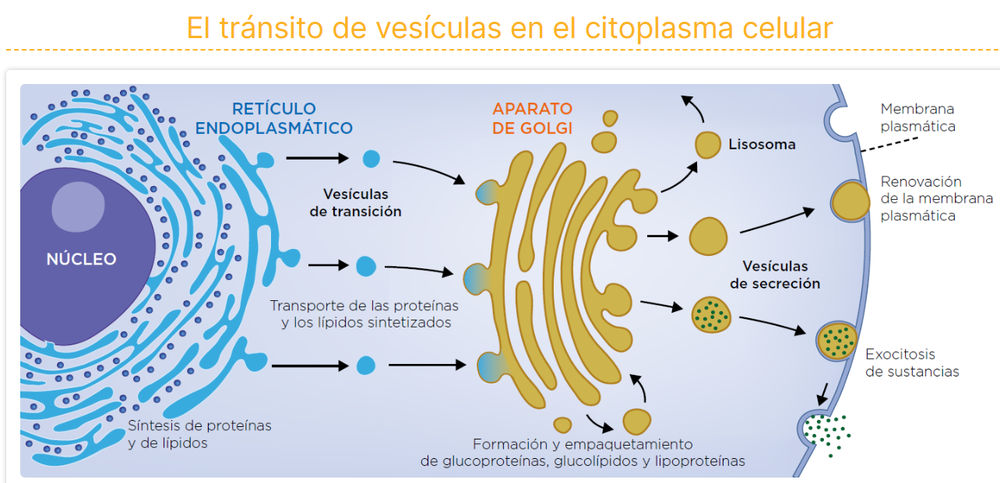 El tránsito de vesículas en el citoplasma celular
RETÍCULO
ENDOPLASMÁTICO
APARATO
DE GOLGI
Membrana
plasmática
Lisosoma
Vesículas
de transición
Renovación
de la membrana
plasmática
NÚCLEO
Vesículas
de secreción
Transporte de las proteínas
y los lípidos sintetizados
Exocitosis
de sustancias
Síntesis de proteínas
y de lípidos
Formación y empaquetamiento
de glucoproteínas, glucolípidos y lipoproteínas